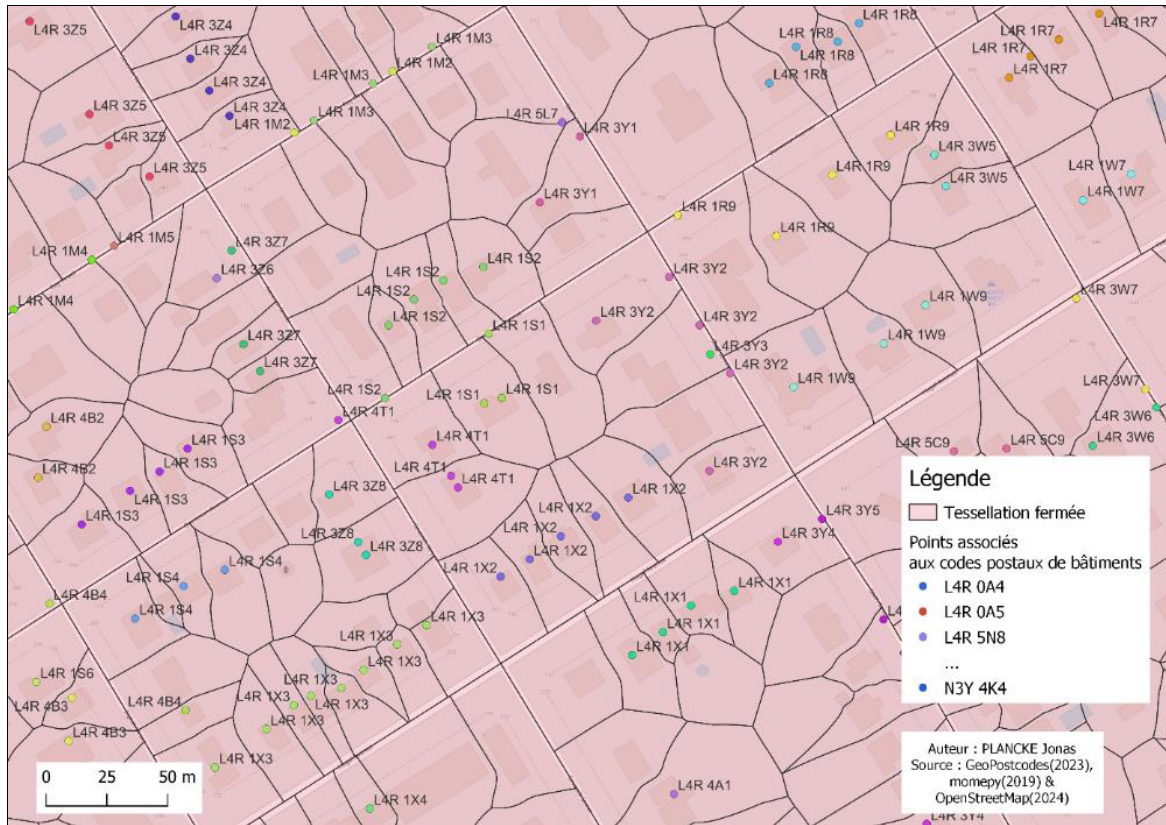 L4R 3Z5
L4R 3Z4
L4R 1M3
L4R 1R8
L4R 1R7
L4R 1R7
L4R 3Z4
L4R 1M2
L4R 1R8
L4R 1R8
L4R 1R7
L4R 3Z4
L4R 1M3
L4R 1R8
L4R 1R7
L4R 3Z5
L4R 3Z4
L4R 1M2
L4R 1M3
L4R 5L7
L4R 3Y1
L4R 1R9
L4R 3Z5
L4R 3W5
L4R 3Z5
L4R 1R9
L4R 3W5
L4R 1W7
L4R 3Y1
L4R 1W7
L4R 1R9
L4R 1M5
L4R 1R9
L4R 1M4
L4R 3Z7
L4R 3Z6
L4R 1S2
L4R 1S2
L4R 3Y2
L4R 1M4
L4R 1S2
L4R 3W7
L4R 1S2
L4R 3Y2
L4R 3Y2
L4R 1W9
L4R 3Z7
L4R 1S1
L4R 3Y3
L4R 1W9
L4R 3Z7
L4R 3Y2
L4R 1S2
L4R 1S1
L4R 1S1
L4R 1W9
L4R 3W7
L4R 4T1
L4R 3W6
L4R 4B2
L4R 1S3
L4R 4T1
L4R 5C9
L4R 5C9
L4R 3W6
L4R 4B2
L4R 1S3
L4R 4T1
L4R 4T1
L4R 3Y2
L4R 1S3
L4R 3Z8
L4R 1X2
L4R 1S3
L4R 1X2
L4R 3Y5
L4R 3Z8
L4R 3Z8
L4R 1X2
L4R 3Y4
L4R 1S4
L4R 1S4
L4R 1X2
L4R 1X2
L4R 4B4
L4R 1S4
L4R 1X1
L4R 1X1
L4R 1X3
L4R 1X1
L4R 1X3
L4R 1X1
L4R 1S6
L4R 1X3
L4R 4B3
L4R 1X3
L4R 1X3
L4R 4B4
L4R 1X3
L4R 4B3
L4R 1X3
L4R 1X3
L4R 4A1
L4R 1X4
L4R 3Y4
Légende
Tessellation fermée
Points associés
aux codes postaux de bâtiments
L4R 0A4
L4R 0A5
L4R 5N8
...
N3Y 4K4
Auteur : PLANCKE Jonas
Source : GeoPostcodes(2023),
momepy(2019) &
OpenStreetMap(2024)
0 25 50 m